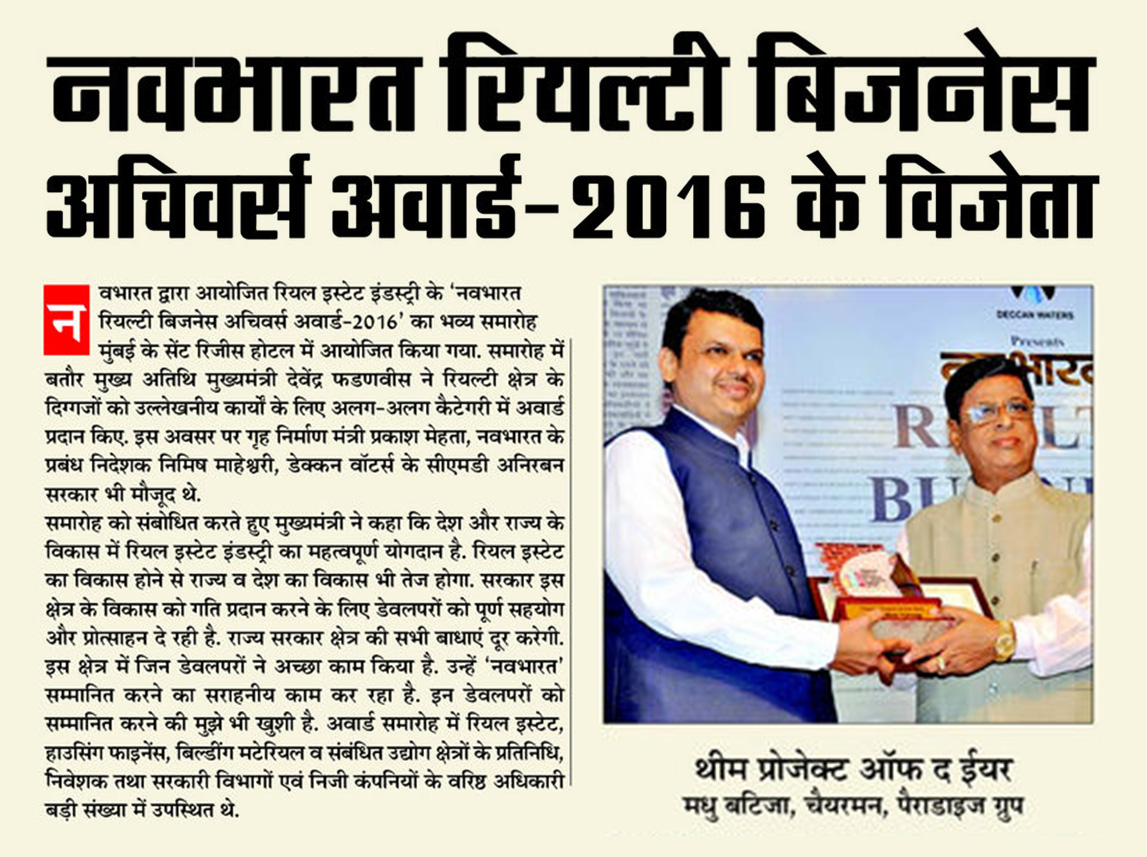 नवभारत रियल्टी बिजनेस
अचिवर्स अवार्ड-2016 के विजेता
नवभारत द्वारा आयोजित रियल इस्टेट इंडस्ट्री के ‘नवभारत
रियल्टी बिजनेस अचिवर्स अवार्ड-2016’ का भव्य समारोह
मुंबई के सेंट रिजीस होटल में आयोजित किया गया. समारोह में
बतौर मुख्य अतिथि मुख्यमंत्री देवेंद्र फडणवीस ने रियल्टी क्षेत्र के
दिग्गजों को उल्लेखनीय कार्यों के लिए अलग-अलग कैटेगरी में अवार्ड
प्रदान किए. इस अवसर पर गृह निर्माण मंत्री प्रकाश मेहता, नवभारत के
प्रबंध निदेशक निमिष माहेश्वरी, डेक्कन वॉटर्स के सीएमडी अनिरबन
सरकार भी मौजूद थे.
समारोह को संबोधित करते हुए मुख्यमंत्री ने कहा कि देश और राज्य के
विकास में रियल इस्टेट इंडस्ट्री का महत्वपूर्ण योगदान है. रियल इस्टेट
का विकास होने से राज्य व देश का विकास भी तेज होगा. सरकार इस
क्षेत्र के विकास को गति प्रदान करने के लिए डेवलपरों को पूर्ण सहयोग
और प्रोत्साहन दे रही है. राज्य सरकार क्षेत्र की सभी बाधाएं दूर करेगी.
इस क्षेत्र में जिन डेवलपरों ने अच्छा काम किया है. उन्हें ‘नवभारत’
सम्मानित करने का सराहनीय काम कर रहा है. इन डेवलपरों को
सम्मानित करने की मुझे भी खुशी है. अवार्ड समारोह में रियल इस्टेट,
हाउसिंग फाइनेंस, बिल्डींग मटेरियल व संबंधित उद्योग क्षेत्रों के प्रतिनिधि,
निवेशक तथा सरकारी विभागों एवं निजी कंपनियों के वरिष्ठ अधिकारी
बड़ी संख्या में उपस्थित थे.
DECCAN WATERS
Presents
थीम प्रोजेक्ट ऑफ द ईयर
मधु बटिजा, चैयरमन, पैराडाइज ग्रुप